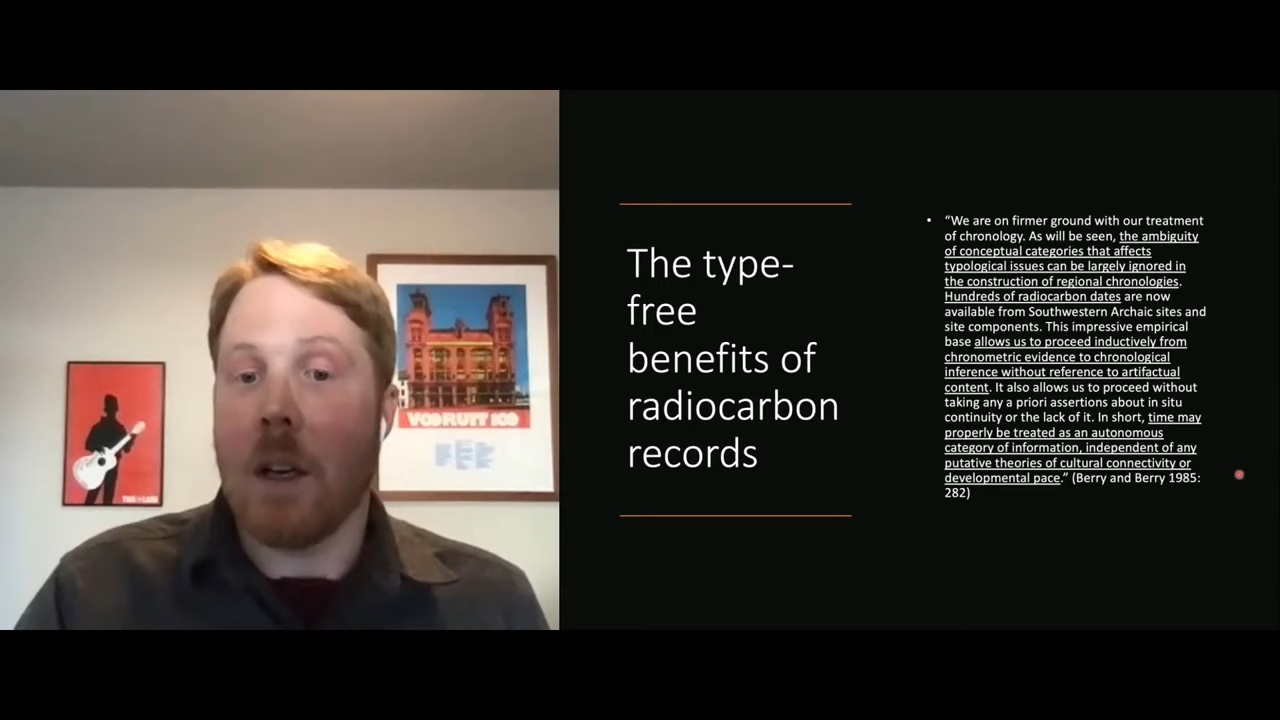 VOORUIT 100
The type-
free
benefits of
radiocarbon
records
• “We are on firmer ground with our treatment
of chronology. As will be seen, the ambiguity
of conceptual categories that affects
typological issues can be largely ignored in
the construction of regional chronologies.
Hundreds of radiocarbon dates are now
available from Southwestern Archaic sites and
site components. This impressive empirical
base allows us to proceed inductively from
chronometric evidence to chronological
inference without reference to artifactual
content. It also allows us to proceed without
taking any a priori assertions about in situ
continuity or the lack of it. In short, time may
properly be treated as an autonomous
category of information, independent of any
putative theories of cultural connectivity or
developmental pace.” (Berry and Berry 1985:
282)